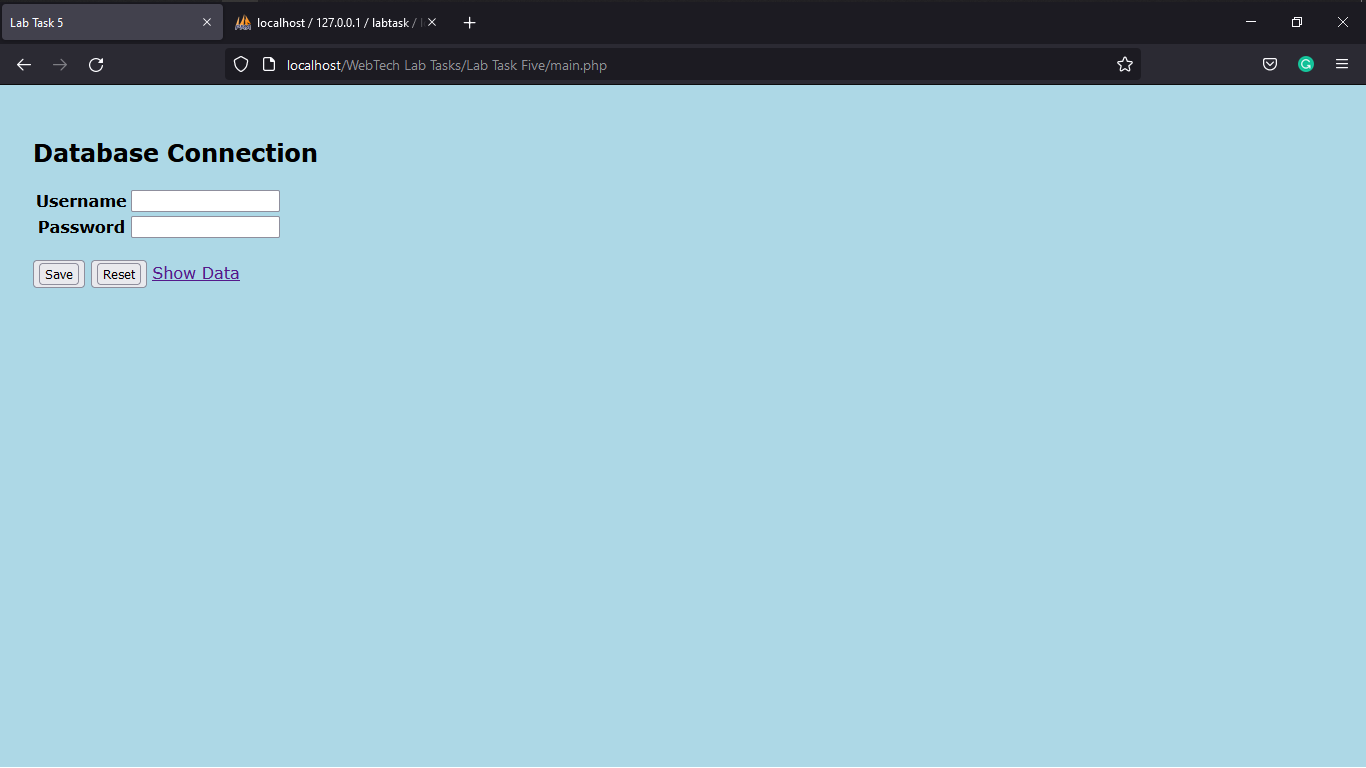 Lab Task 5
localhost / 127.0.0.1 / labtask /
localhost/WebTech Lab Tasks/Lab Task Five/main.php
Database Connection
Username
Password
Save Reset Show Data